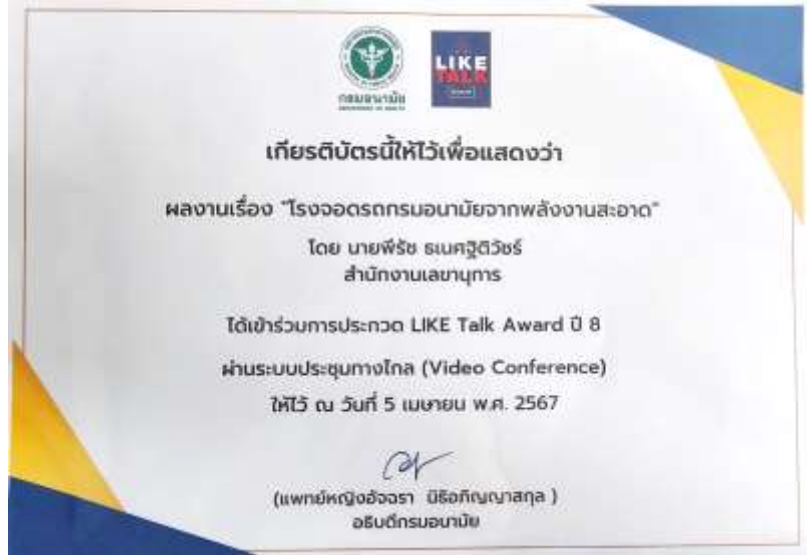 กรมอนามัย
DEPARTMENT OF HEALTH
LIKE
TALK
เกียรติบัตรนี้ให้ไว้เพื่อแสดงว่า
ผลงานเรื่อง "โรงจอดรถกรมอนามัยจากพลังงานสะอาด"
โดย นายพีรัช ธเนศฐิติวัชร์
สำนักงานเลขานุการ
ได้เข้าร่วมการประกวด LIKE Talk Award ปี 8
ผ่านระบบประชุมทางไกล (Video Conference)
ให้ไว้ ณ วันที่ 5 เมษายน พ.ศ. 2567
(แพทย์หญิงอัจฉรา นิธิอภิญญาสกุล )
อธิบดีกรมอนามัย